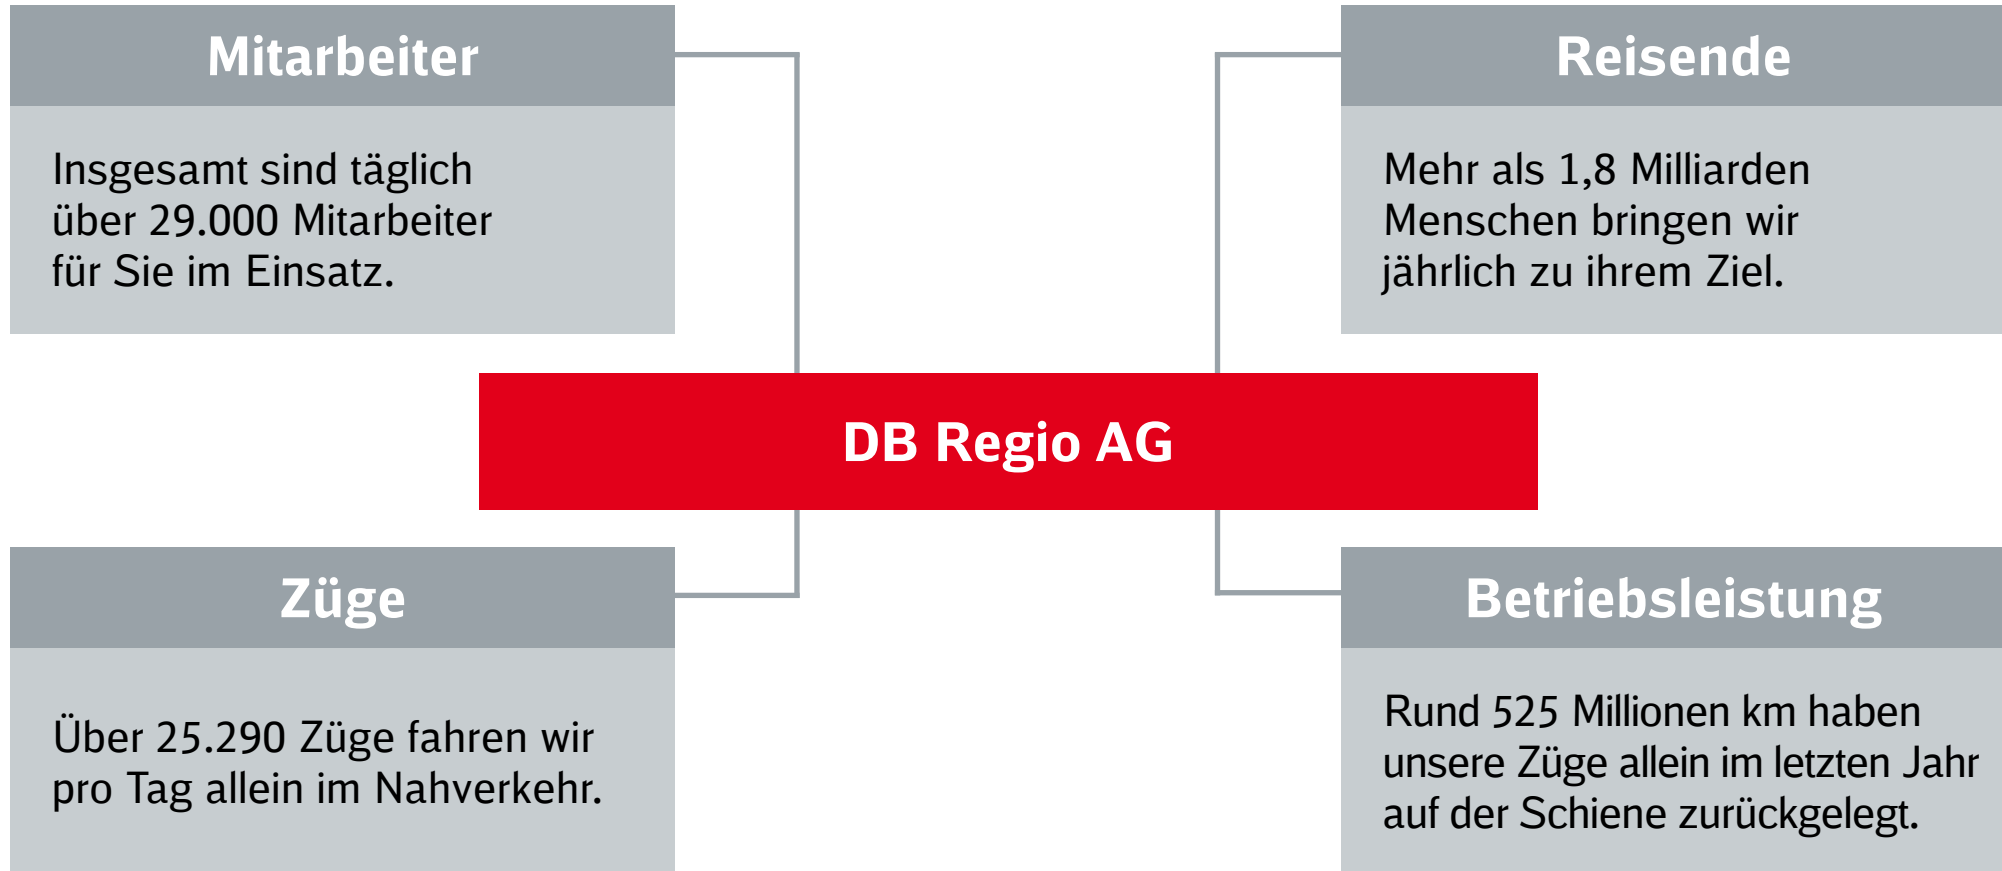 Mitarbeiter
Insgesamt sind täglich
über 29.000 Mitarbeiter
für Sie im Einsatz.
Reisende
Mehr als 1,8 Milliarden
Menschen bringen wir
jährlich zu ihrem Ziel.
DB Regio AG
Züge
Über 25.290 Züge fahren wir
pro Tag allein im Nahverkehr.
Betriebsleistung
Rund 525 Millionen km haben
unsere Züge allein im letzten Jahr
auf der Schiene zurückgelegt.